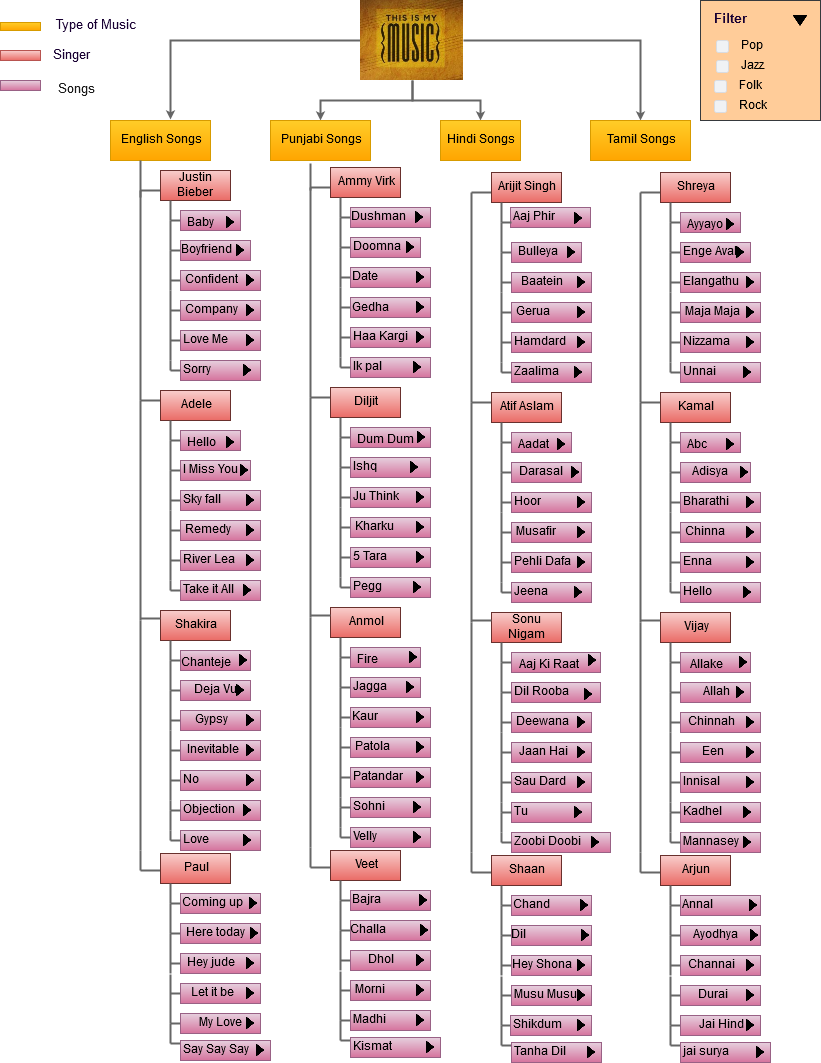 Type of Music
Singer
Songs
THIS IS MY
{MUSIC}
Filter
Pop
Jazz
Folk
Rock
English Songs
Punjabi Songs
Hindi Songs
Tamil Songs
Justin
Bieber
Baby
Boyfriend
Confident
Company
Love Me
Sorry
Adele
Hello
I Miss You
Sky fall
Remedy
River Lea
Take it All
Shakira
Chanteje
Deja Vu
Gypsy
Inevitable
No
Objection
Love
Paul
Coming up
Here today
Hey jude
Let it be
My Love
Say Say Say
Ammy Virk
Dushman
Doomna
Date
Gedha
Haa Kargi
Ik pal
Diljit
Dum Dum
Ishq
Ju Think
Kharku
5 Tara
Pegg
Anmol
Fire
Jagga
Kaur
Patola
Patandar
Sohni
Velly
Veet
Bajra
Challa
Dhol
Morni
Madhi
Kismat
Arijit Singh
Aaj Phir
Bulleya
Baatein
Gerua
Hamdard
Zaalima
Atif Aslam
Aadat
Darasal
Hoor
Musafir
Pehli Dafa
Jeena
Sonu
Nigam
Aaj Ki Raat
Dil Rooba
Deewana
Jaan Hai
Sau Dard
Tu
Zoobi Doobi
Shaan
Chand
Dil
Hey Shona
Musu Musu
Shikdum
Tanha Dil
Shreya
Ayyayo
Enge Aval
Elangathu
Maja Maja
Nizzama
Unnai
Kamal
Abc
Adisya
Bharathi
Chinna
Enna
Hello
Vijay
Allake
Allah
Chinnah
Een
Innisal
Kadhel
Mannasey
Arjun
Annal
Ayodhya
Channai
Durai
Jai Hind
jai surya